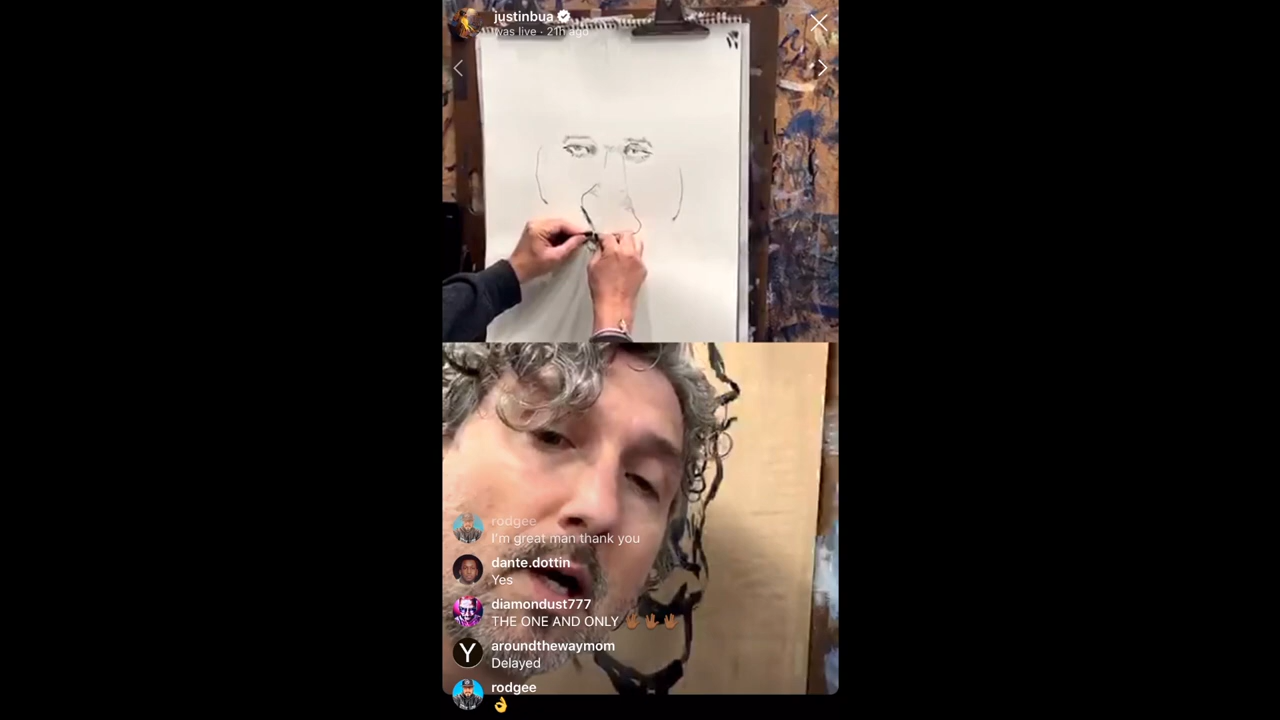 justinbua
was live · 21h ago
rodgee
I'm great man thank you
dante.dottin
Yes
diamondust777
THE ONE AND ONLY 🖖🏾🖖🏾🖖🏾
Y
aroundthewaymom
Delayed
rodgee
👌